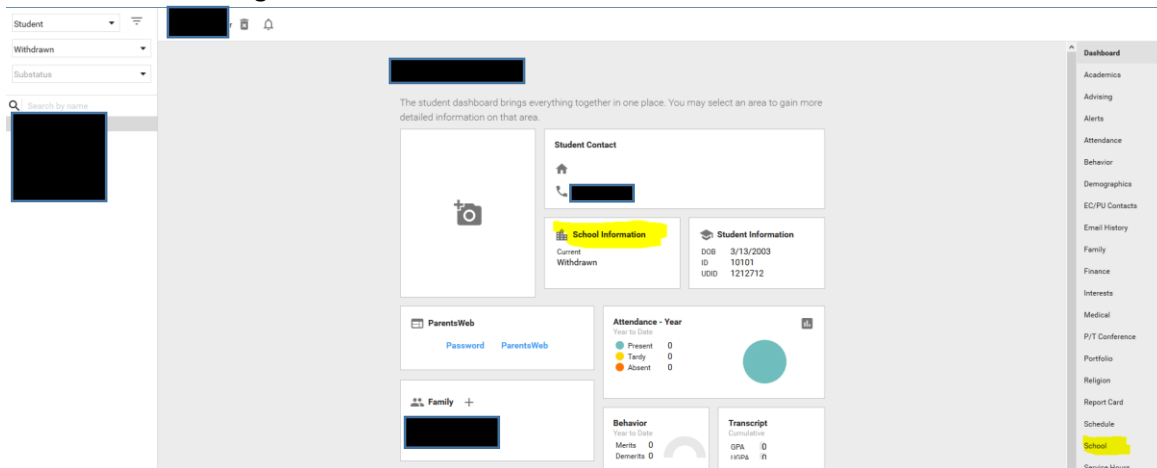 Student
Withdrawn
Substatus
Search by name
The student dashboard brings everything together in one place. You may select an area to gain more
detailed information on that area.
Student Contact
School Information
Current
Withdrawn
Student Information
DOB 3/13/2003
ID 10101
UDID 1212712
ParentsWeb
Password ParentsWeb
Attendance - Year
Year to Date
Present 0
Tardy 0
Absent 0
Family +
Behavior
Year to Date
Merits 0
Demerits 0
Transcript
Cumulative
GPA 0
UGPA 0
Dashboard
Academics
Advising
Alerts
Attendance
Behavior
Demographics
EC/PU Contacts
Email History
Family
Finance
Interests
Medical
P/T Conference
Portfolio
Religion
Report Card
Schedule
School
Service Hours